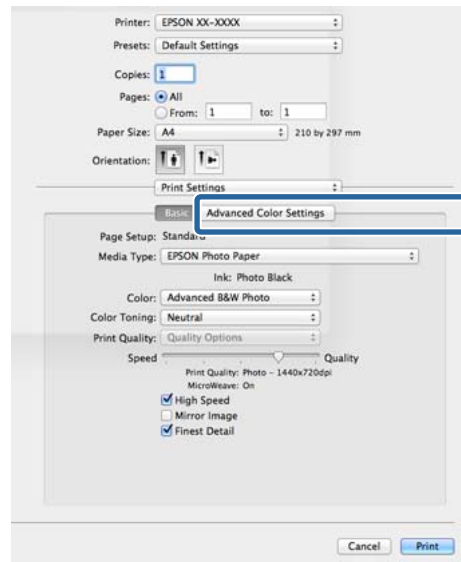 Printer: EPSON XX-XXXX
Presets: Default Settings
Copies: 1
Pages: All
From: 1 to: 1
Paper Size: A4 210 by 297 mm
Orientation:
Print Settings
Basic Advanced Color Settings
Page Setup: Standard
Media Type: EPSON Photo Paper
Ink: Photo Black
Color: Advanced B&W Photo
Color Toning: Neutral
Print Quality: Quality Options
Speed Quality
Print Quality: Photo - 1440x720dpi
MicroWeave: On
High Speed
Mirror Image
Finest Detail
Cancel Print